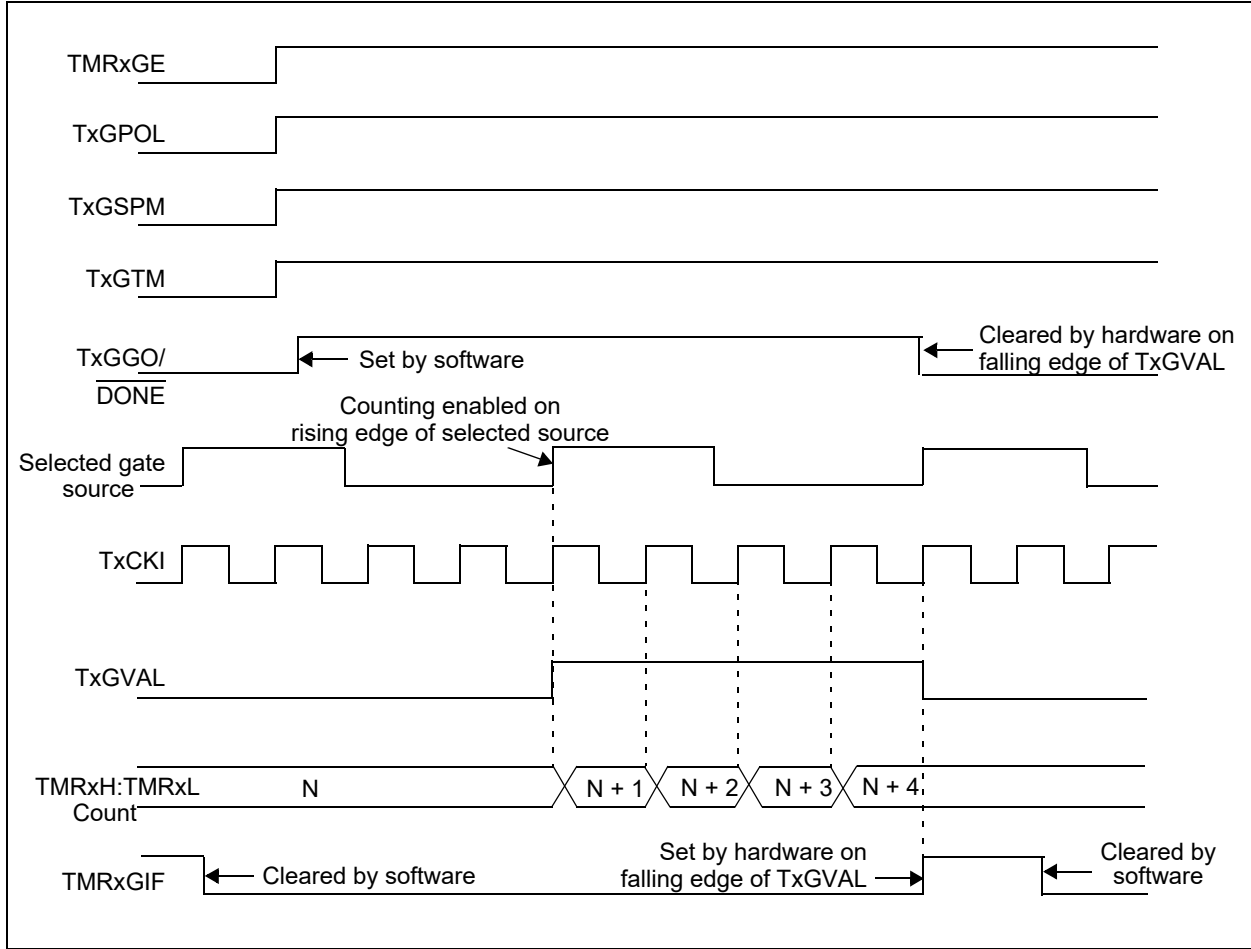 TMRxGE
TxGPOL
TxGSPM
TxGTM
TxGGO/
DONE
Set by software
Cleared by hardware on
falling edge of TxGVAL
Counting enabled on
rising edge of selected source
Selected gate
source
TxCKI
TxGVAL
TMRxH:TMRxL
Count
N
N + 1
N + 2
N + 3
N + 4
TMRxGIF
Cleared by software
Set by hardware on
falling edge of TxGVAL
Cleared by
software